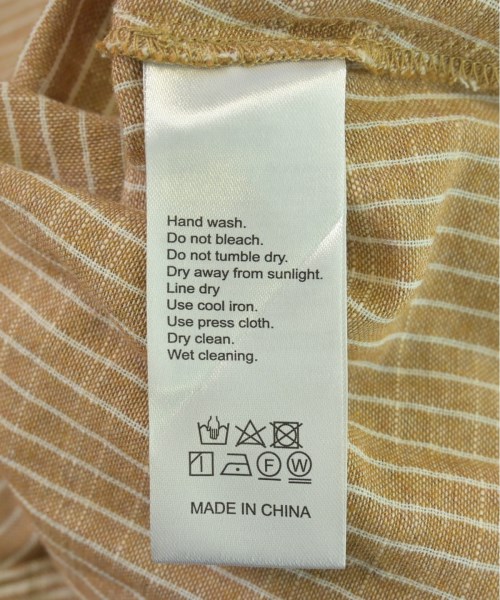 Hand wash.
Do not bleach.
Do not tumble dry.
Dry away from sunlight.
Line dry
Use cool iron.
Use press cloth.
Dry clean.
Wet cleaning.
F W
MADE IN CHINA